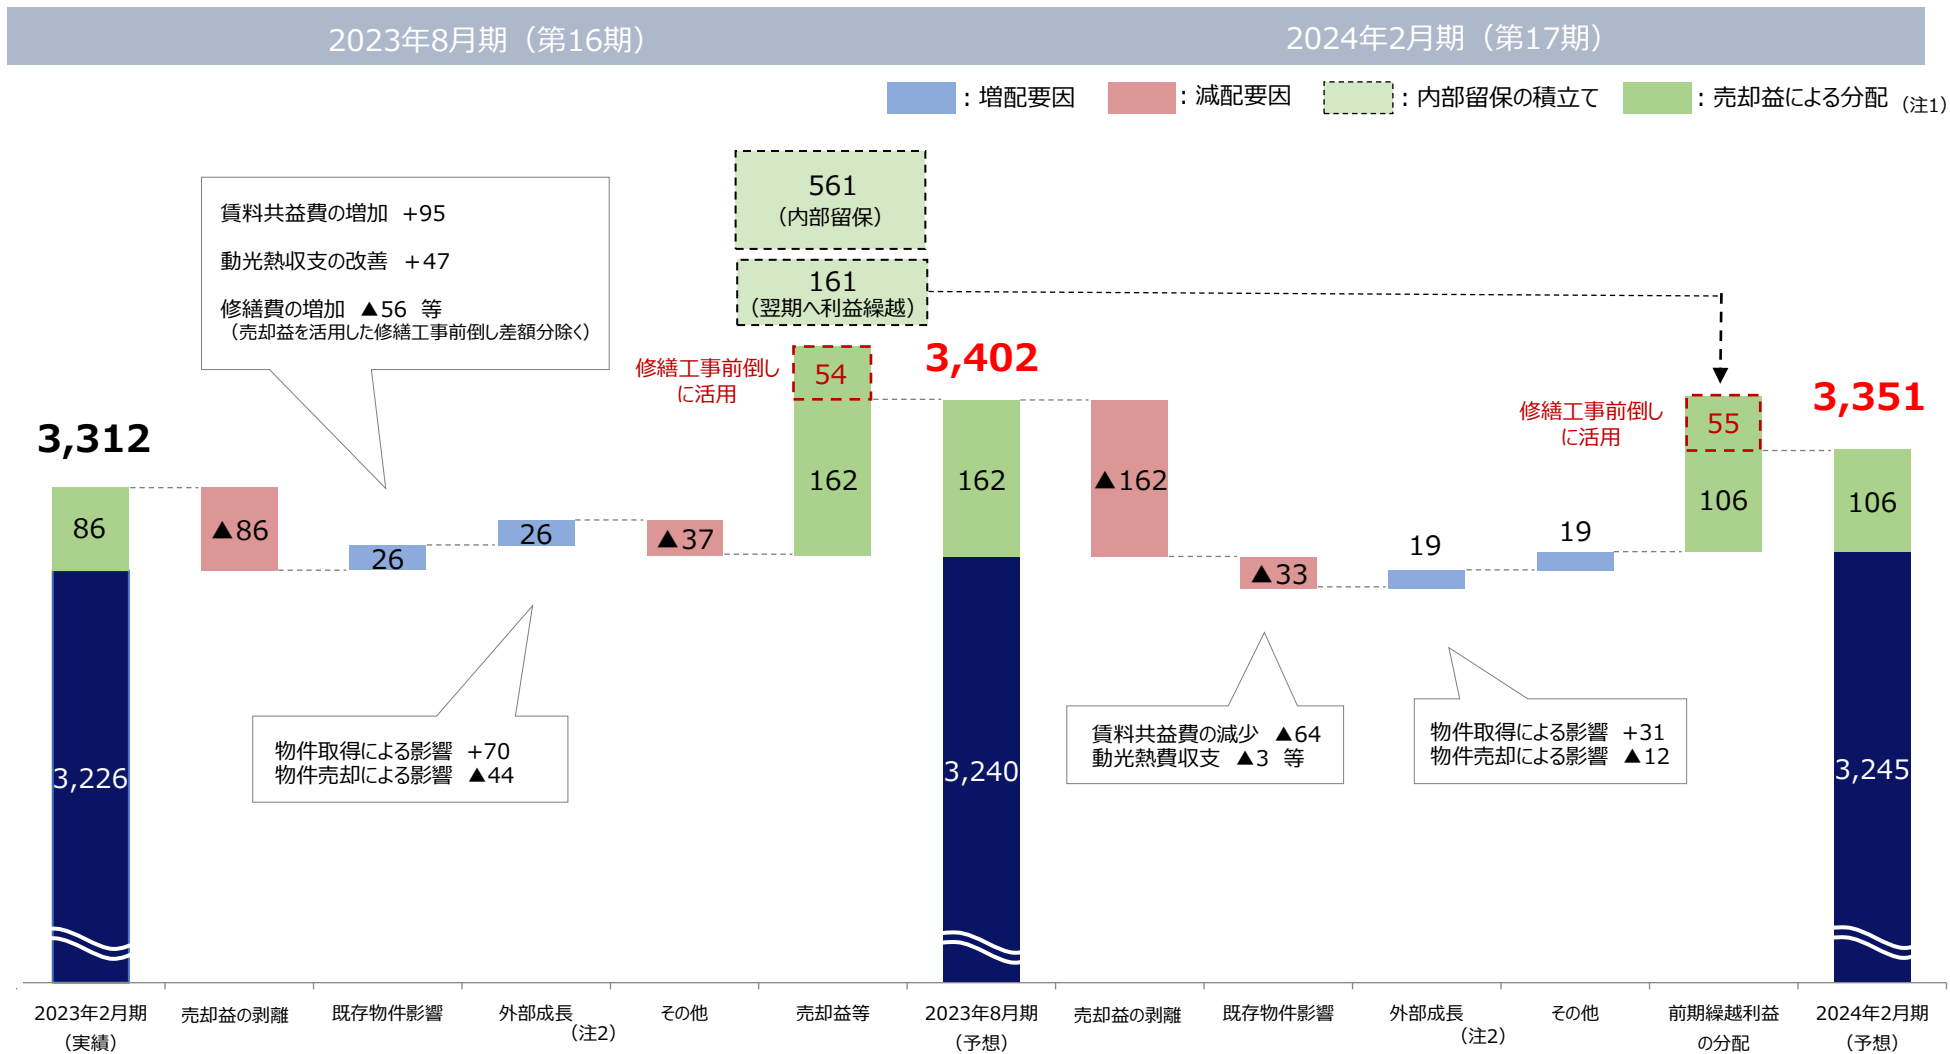 2023年8月期（第16期）
2024年2月期（第17期）
：増配要因
：減配要因
：内部留保の積立て
：売却益による分配（注1）
賃料共益費の増加 +95
動光熱収支の改善 +47
修繕費の増加 ▲56 等
（売却益を活用した修繕工事前倒し差額分除く）
561
（内部留保）
161
（翌期へ利益繰越）
修繕工事前倒し
に活用
54
3,402
3,312
修繕工事前倒し
に活用
55
3,351
86
▲86
26
26
▲37
162
162
▲162
▲33
19
19
106
106
物件取得による影響 +70
物件売却による影響 ▲44
賃料共益費の減少 ▲64
動光熱費収支 ▲3 等
物件取得による影響 +31
物件売却による影響 ▲12
3,226
3,240
3,245
2023年2月期
（実績）
売却益の剥離
既存物件影響
外部成長
（注2）
その他
売却益等
2023年8月期
（予想）
売却益の剥離
既存物件影響
外部成長
（注2）
その他
前期繰越利益
の分配
2024年2月期
（予想）